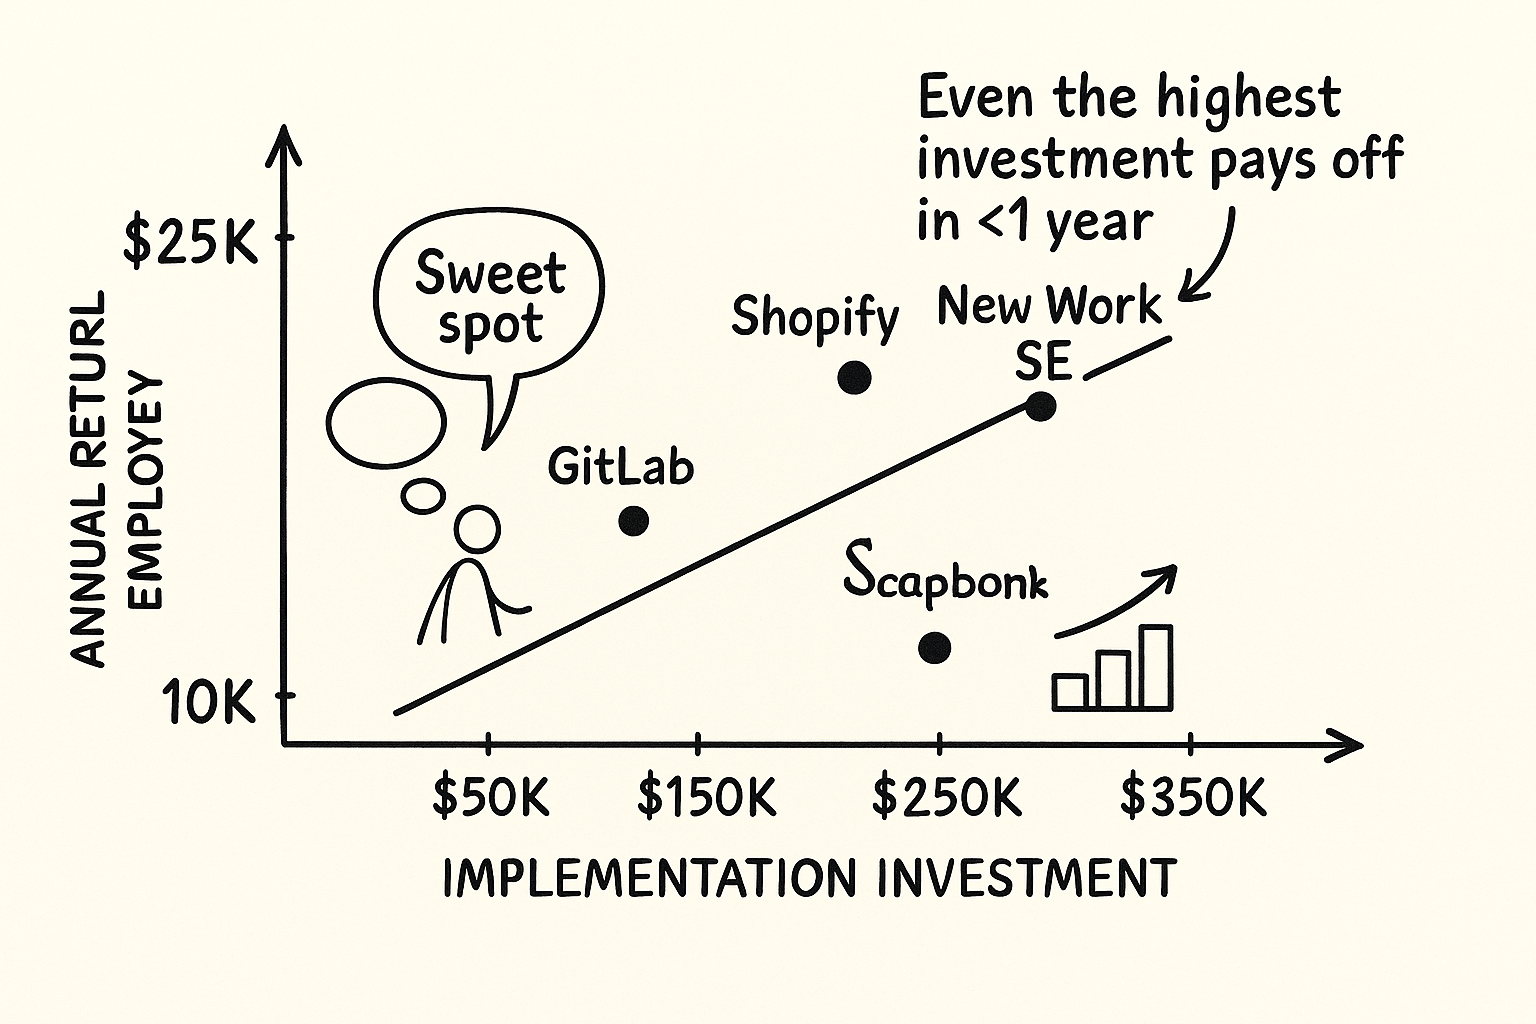 Even the highest
investment pays off
in <1 year
$25K
Sweet
spot
Shopify
New Work
SE
GitLab
Scapbonk
ANNUAL RETURL
EMPLOYEY
10K
$50K
$150K
$250K
$350K
IMPLEMENTATION INVESTMENT